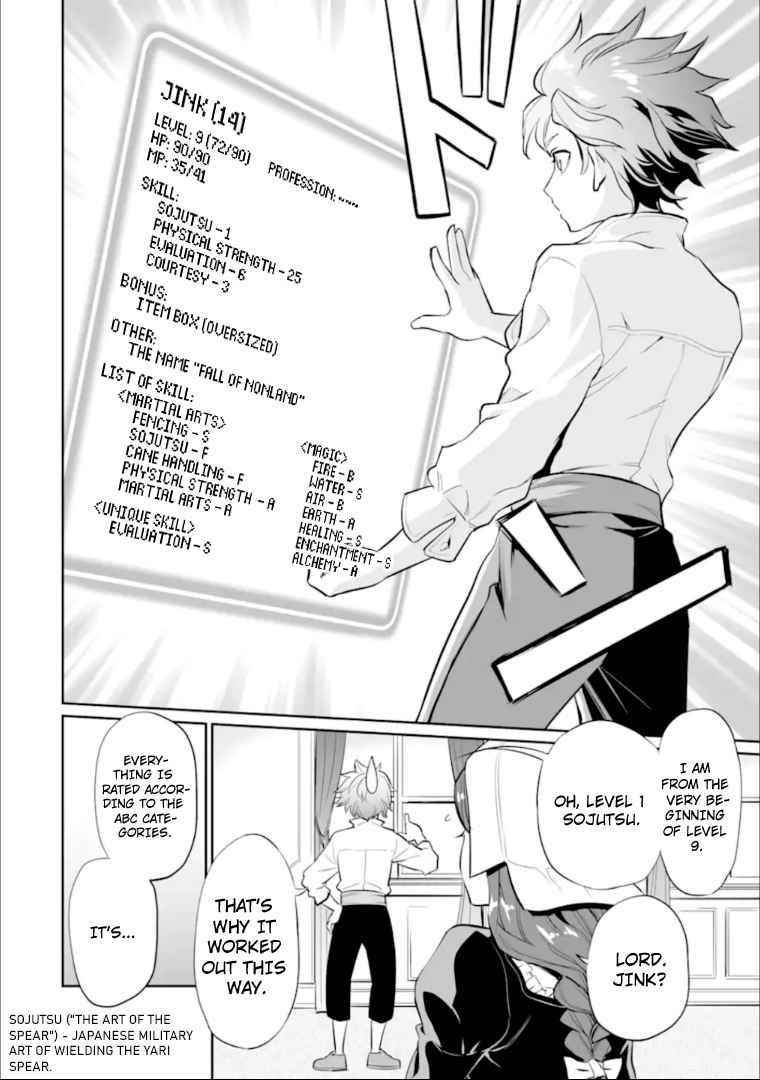 JINK (14)
LEVEL: 9 (72/90)
HP: 90/90
MP: 35/41
PROFESSION: -----
SKILL:
SOJUTSU - 1
PHYSICAL STRENGTH - 25
EVALUATION - 6
COURTESY - 3
BONUS:
ITEM BOX (OVERSIZED)
OTHER:
THE NAME "FALL OF NONLAND"
LIST OF SKILL:
<MARTIAL ARTS>
FENCING - S
SOJUTSU - F
CANE HANDLING - F
PHYSICAL STRENGTH - A
MARTIAL ARTS - A
<UNIQUE SKILL>
EVALUATION - S
<MAGIC>
FIRE - B
WATER - S
AIR - B
EARTH - A
HEALING - S
ENCHANTMENT - S
ALCHEMY - A
I AM
FROM THE
VERY BE-
GINNING
OF LEVEL
9.
OH, LEVEL 1
SOJUTSU.
LORD.
JINK?
THAT'S
WHY IT
WORKED
OUT THIS
WAY.
EVERY-
THING IS
RATED ACCOR-
DING TO THE
ABC CATE-
GORIES.
IT'S...
SOJUTSU ("THE ART OF THE
SPEAR") - JAPANESE MILITARY
ART OF WIELDING THE YARI
SPEAR.